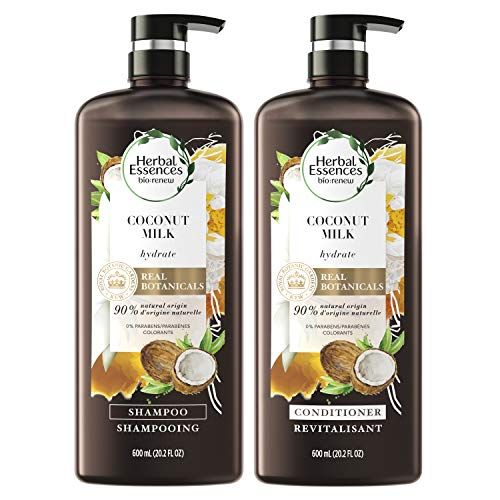 Herbal
Essences
bio:renew
COCONUT
MILK
hydrate
REAL
BOTANICALS
90% natural origin
d'origine naturelle
0% PARABENS/PARABÈNES
COLORANTS
SHAMPOO
SHAMPOOING
600 mL (20.2 FL OZ)
Herbal
Essences
bio:renew
COCONUT
MILK
hydrate
REAL
BOTANICALS
90% natural origin
d'origine naturelle
0% PARABENS/PARABÈNES
COLORANTS
CONDITIONER
REVITALISANT
600 mL (20.2 FL OZ)